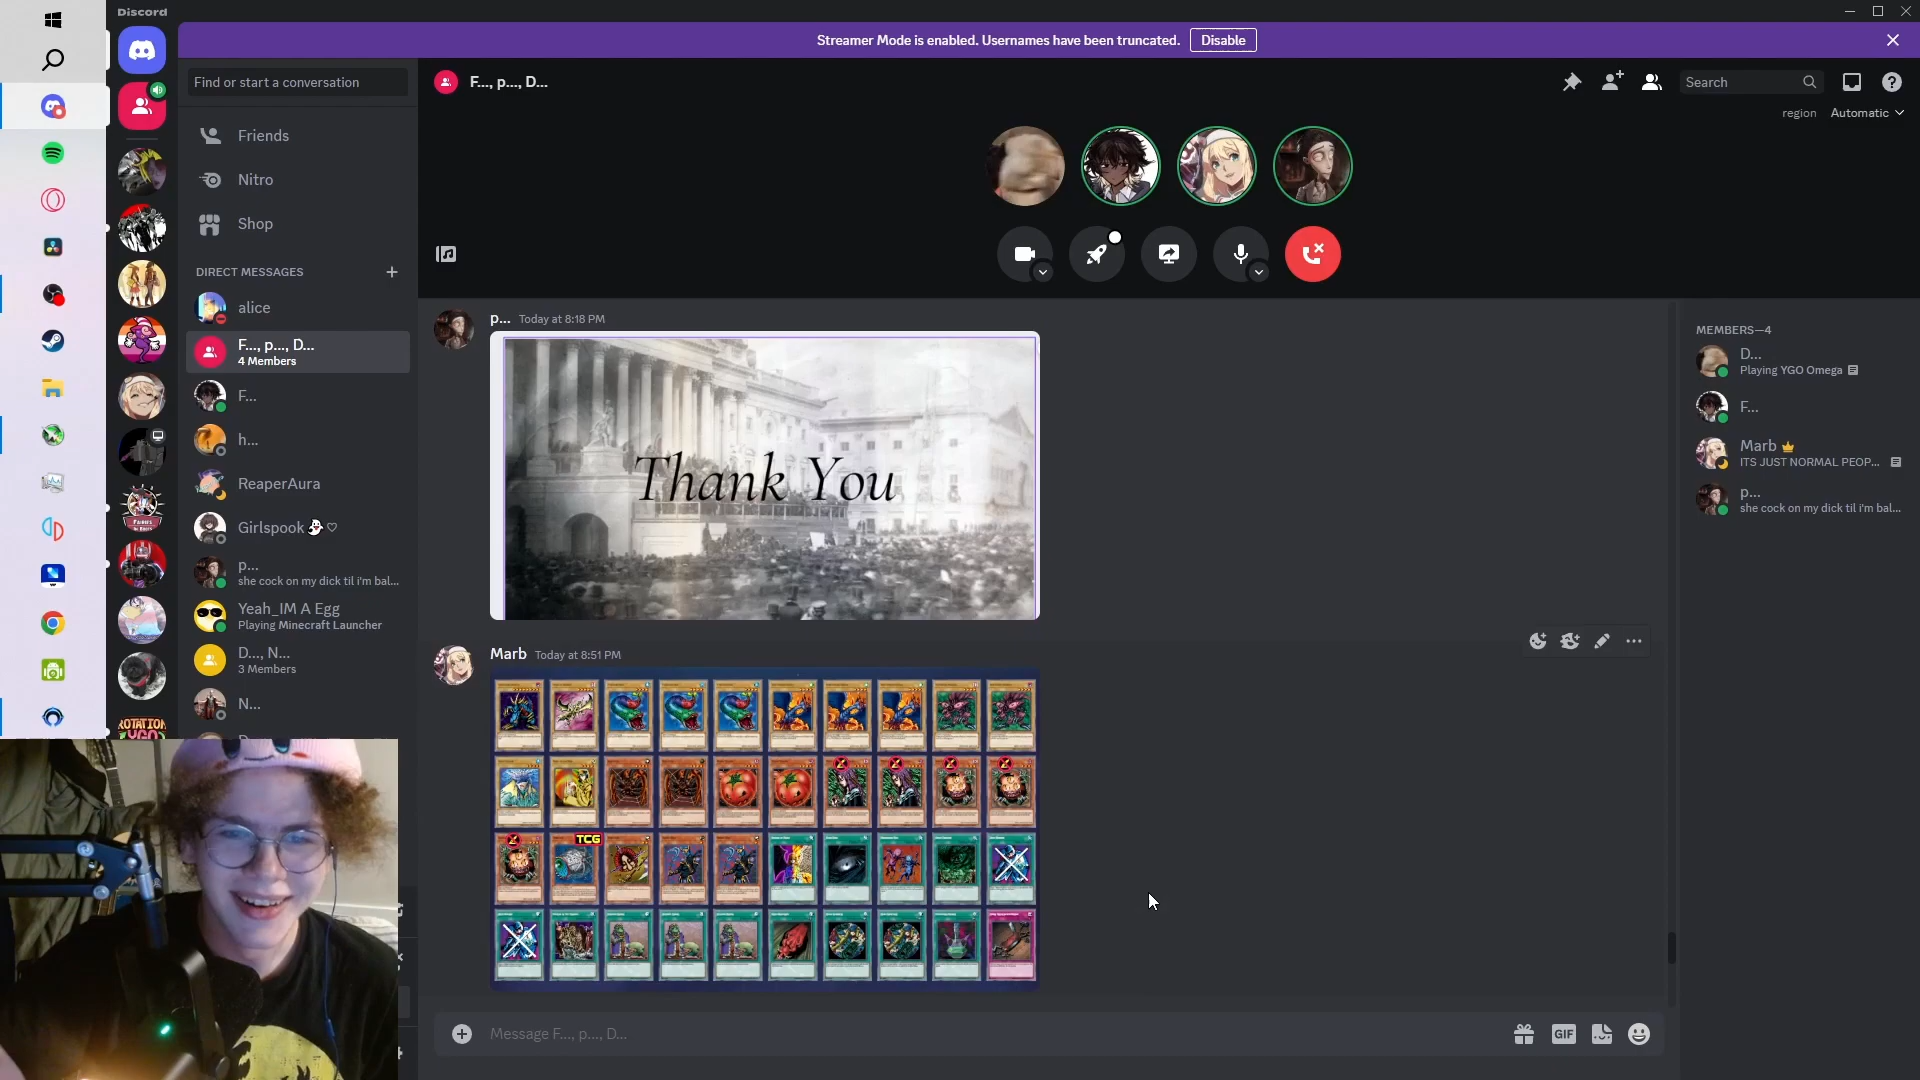 Discord
Streamer Mode is enabled. Usernames have been truncated.
Disable
Find or start a conversation
F..., p..., D...
Search
region
Automatic
Friends
Nitro
Shop
DIRECT MESSAGES
alice
F..., p..., D...
4 Members
F...
h...
ReaperAura
Girlspook
p...
she cock on my dick til i'm bal...
Yeah_IM A Egg
Playing Minecraft Launcher
D..., N...
3 Members
N...
p... Today at 8:18 PM
Thank You
Marb Today at 8:51 PM
TCG
Message F..., p..., D...
GIF
MEMBERS—4
D...
Playing YGO Omega
F...
Marb
ITS JUST NORMAL PEOP...
p...
she cock on my dick til i'm bal...
ROTATION
YGO